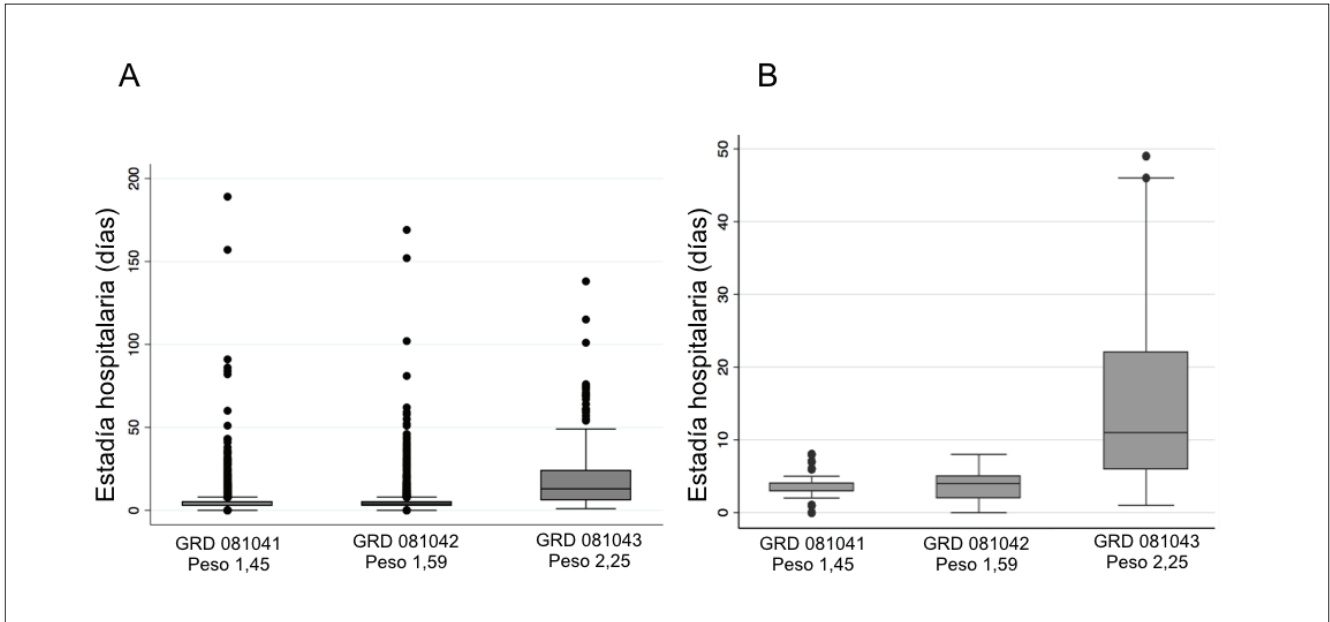 A
B
Estadía hospitalaria (días)
200
150
100
50
0
GRD 081041
Peso 1,45
GRD 081042
Peso 1,59
GRD 081043
Peso 2,25
Estadía hospitalaria (días)
50
40
30
20
10
0
GRD 081041
Peso 1,45
GRD 081042
Peso 1,59
GRD 081043
Peso 2,25